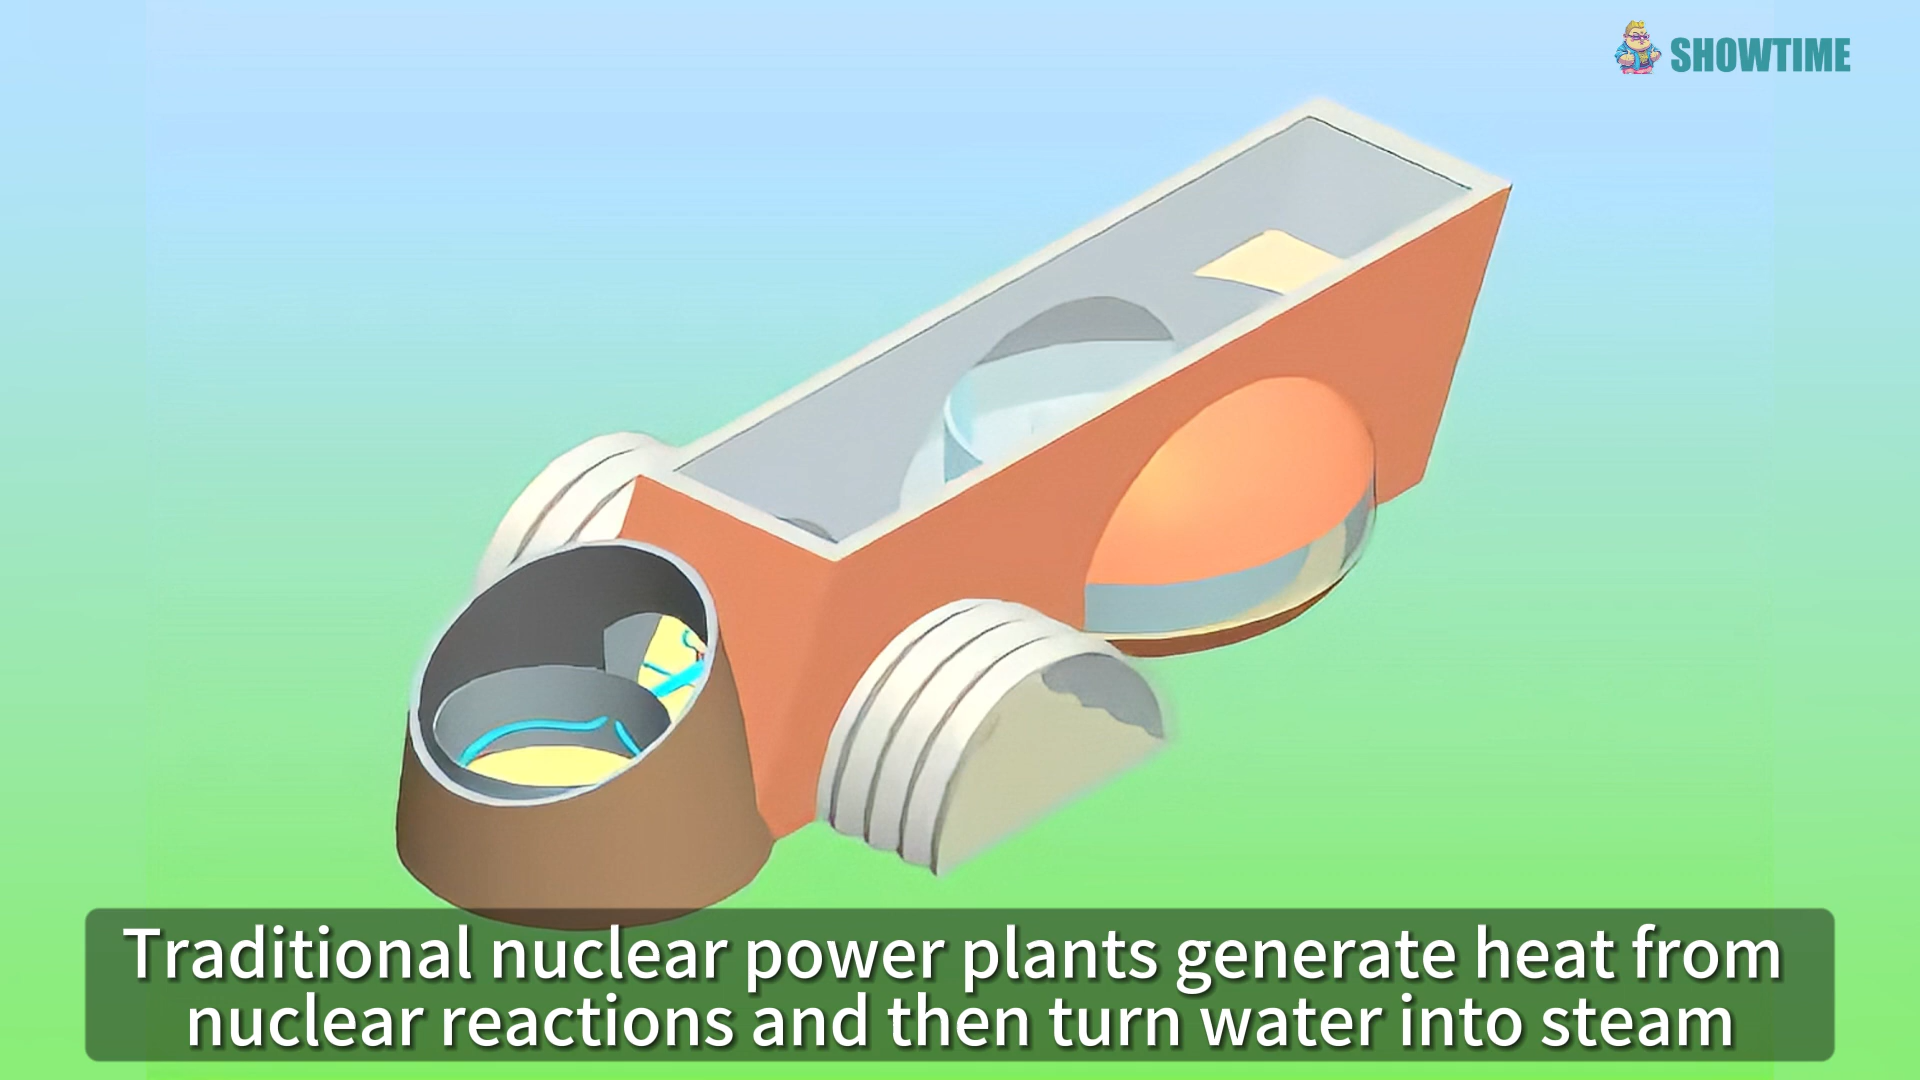 SHOWTIME
Traditional nuclear power plants generate heat from
nuclear reactions and then turn water into steam